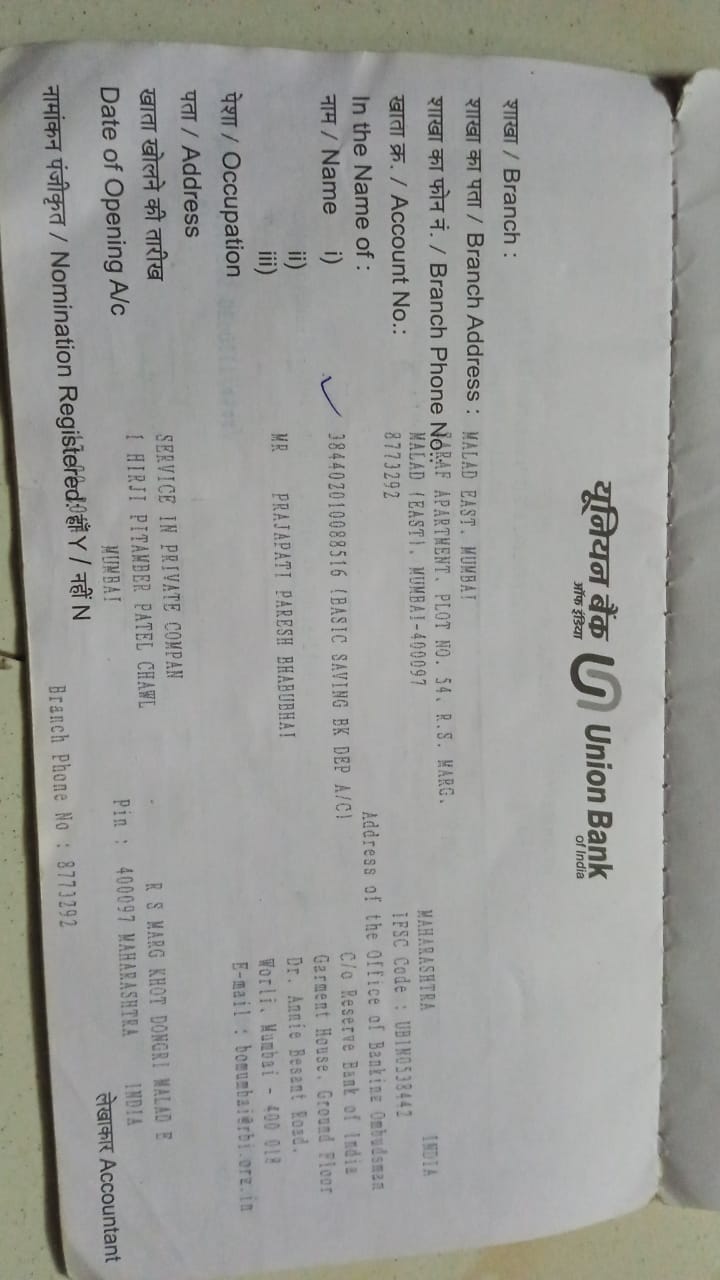 यूनियन बैंक Union Bank
ऑफ इंडिया of India
शाखा / Branch :
शाखा का पता / Branch Address : MALAD EAST, MUMBAI
शाखा का फोन नं. / Branch Phone No.: SARAF APARTMENT, PLOT NO. 54, R.S. MARG,
MALAD (EAST), MUMBAI-400097 MAHARASHTRA INDIA
खाता क्र. / Account No.: 8773292 IFSC Code : UBIN0538442
In the Name of : Address of the Office of Banking Ombudsman
C/o Reserve Bank of India
नाम / Name i) 384402010088516 (BASIC SAVING BK DEP A/C) Garment House, Ground Floor
ii) Dr. Annie Besant Road,
iii) MR PRAJAPATI PARESH BHABUBHAI Worli, Mumbai - 400 018
पेशा / Occupation E-mail : bomumbai@rbi.org.in
पता / Address
SERVICE IN PRIVATE COMPAN R S MARG KHOT DONGRI MALAD E
खाता खोलने की तारीख 1 HIRJI PITAMBER PATEL CHAWL INDIA
Date of Opening A/c MUMBAI Pin : 400097 MAHARASHTRA
लेखाकार Accountant
नामांकन पंजीकृत / Nomination Registered: हाँ Y / नहीं N
Branch Phone No : 8773292